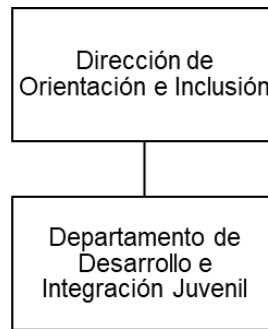 Dirección de
Orientación e Inclusión
Departamento de
Desarrollo e
Integración Juvenil